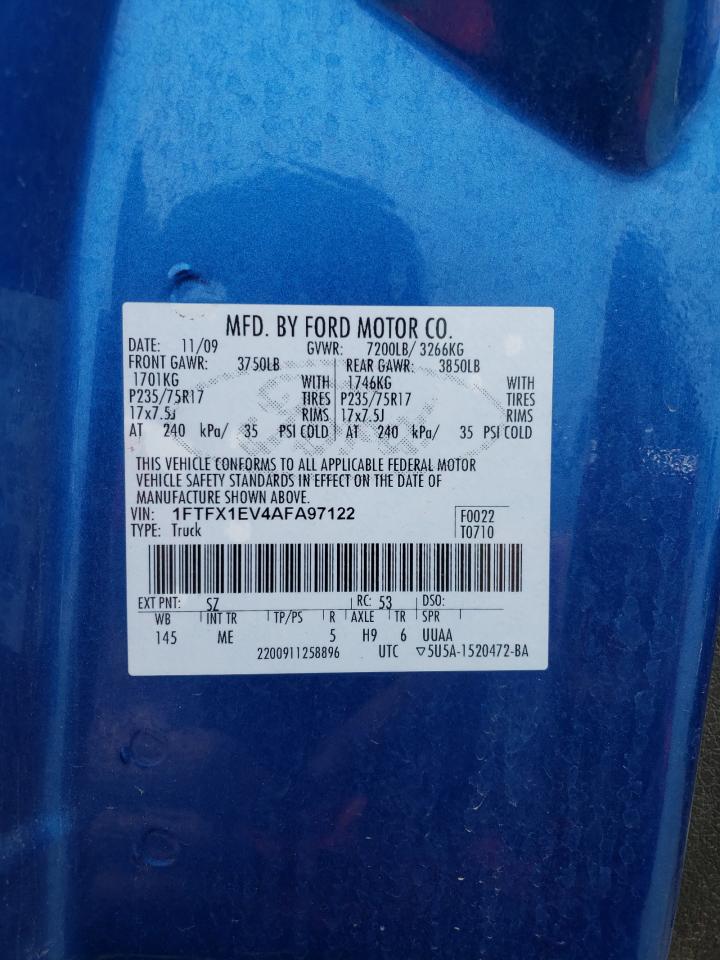 MFD. BY FORD MOTOR CO.
DATE: 11/09 GVWR: 7200LB/ 3266KG
FRONT GAWR: 3750LB REAR GAWR: 3850LB
1701KG WITH 1746KG WITH
P235/75R17 TIRES P235/75R17 TIRES
17x7.5J RIMS 17x7.5J RIMS
AT 240 kPa/ 35 PSI COLD AT 240 kPa/ 35 PSI COLD
THIS VEHICLE CONFORMS TO ALL APPLICABLE FEDERAL MOTOR
VEHICLE SAFETY STANDARDS IN EFFECT ON THE DATE OF
MANUFACTURE SHOWN ABOVE.
VIN: 1FTFX1EV4AFA97122 F0022
TYPE: Truck T0710
EXT PNT: SZ RC: 53 DSO:
WB INT TR TP/PS R AXLE TR SPR
145 ME 5 H9 6 UUAA
2200911258896 UTC ▽5U5A-1520472-BA